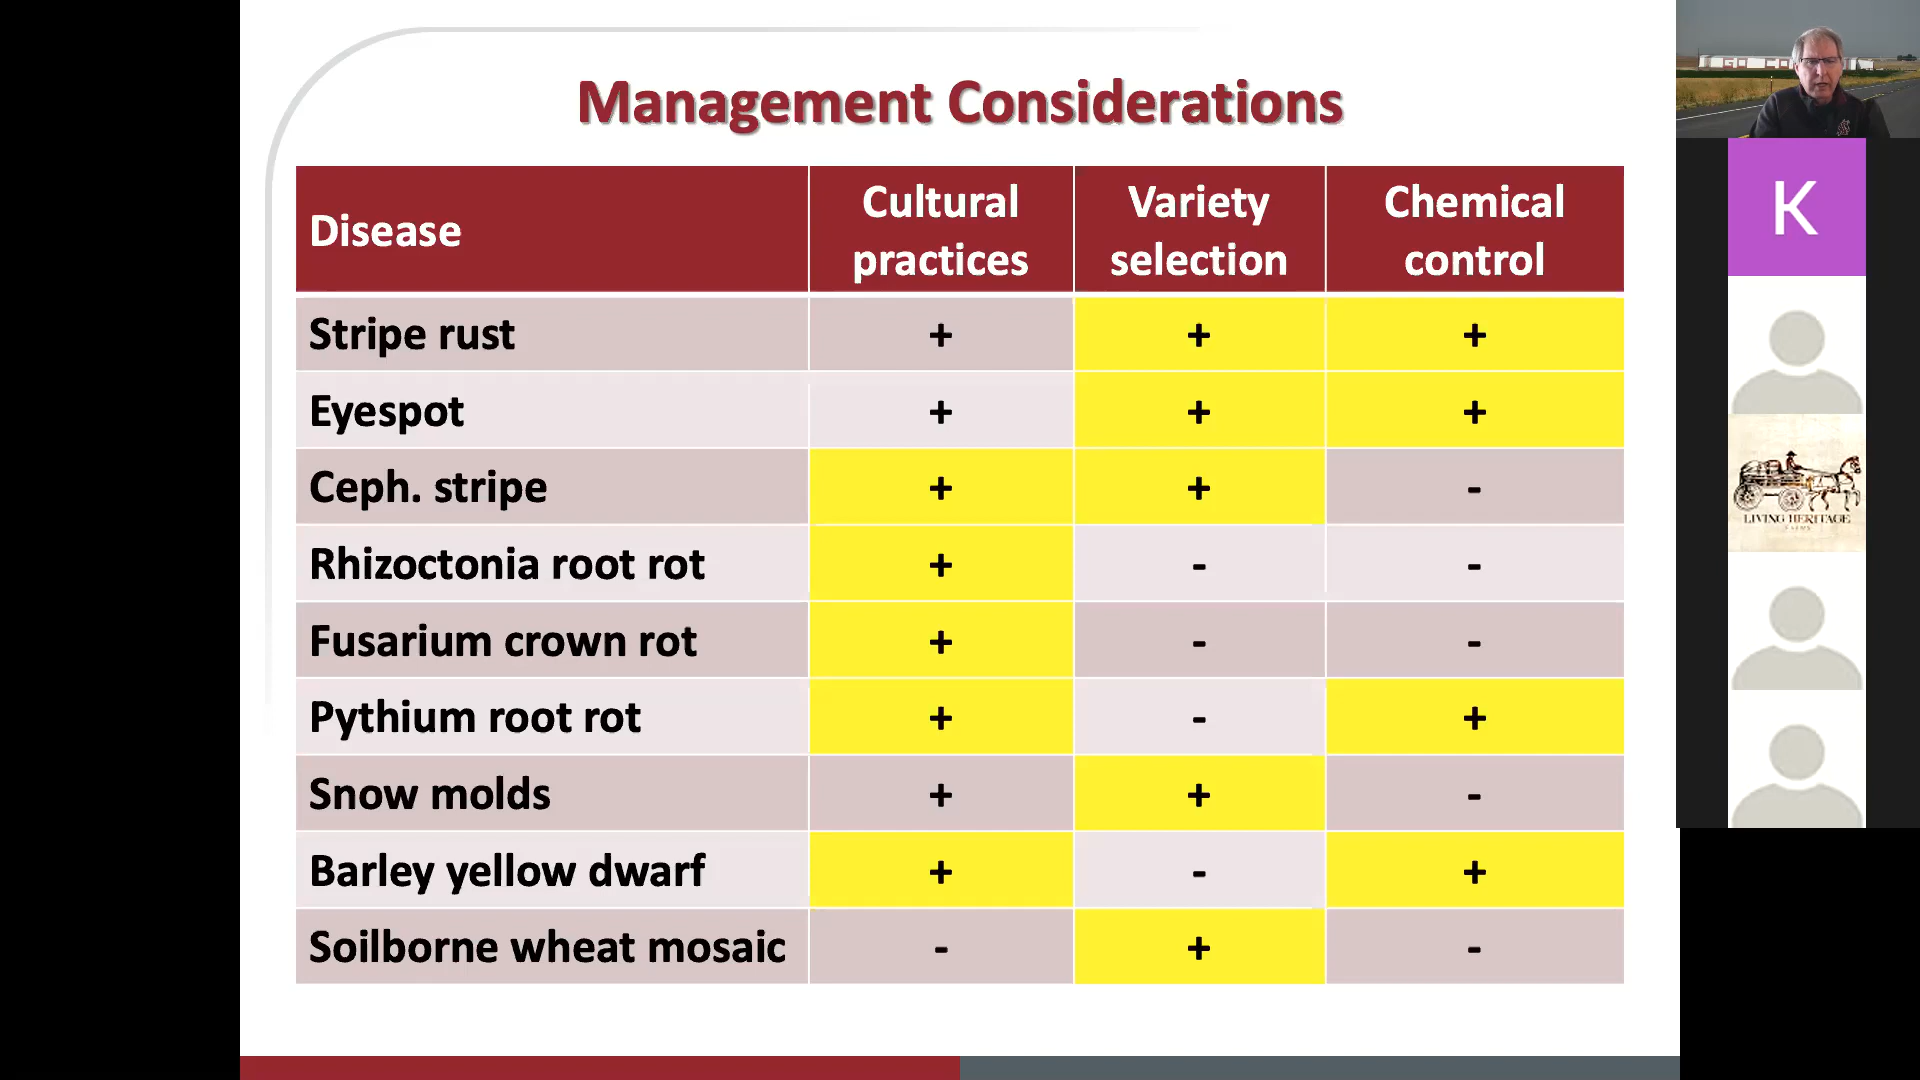 Management Considerations
Disease
Cultural practices
Variety selection
Chemical control
Stripe rust + + +
Eyespot + + +
Ceph. stripe + + -
Rhizoctonia root rot + - -
Fusarium crown rot + - -
Pythium root rot + - +
Snow molds + + -
Barley yellow dwarf + - +
Soilborne wheat mosaic - + -
K
LIVING HERITAGE